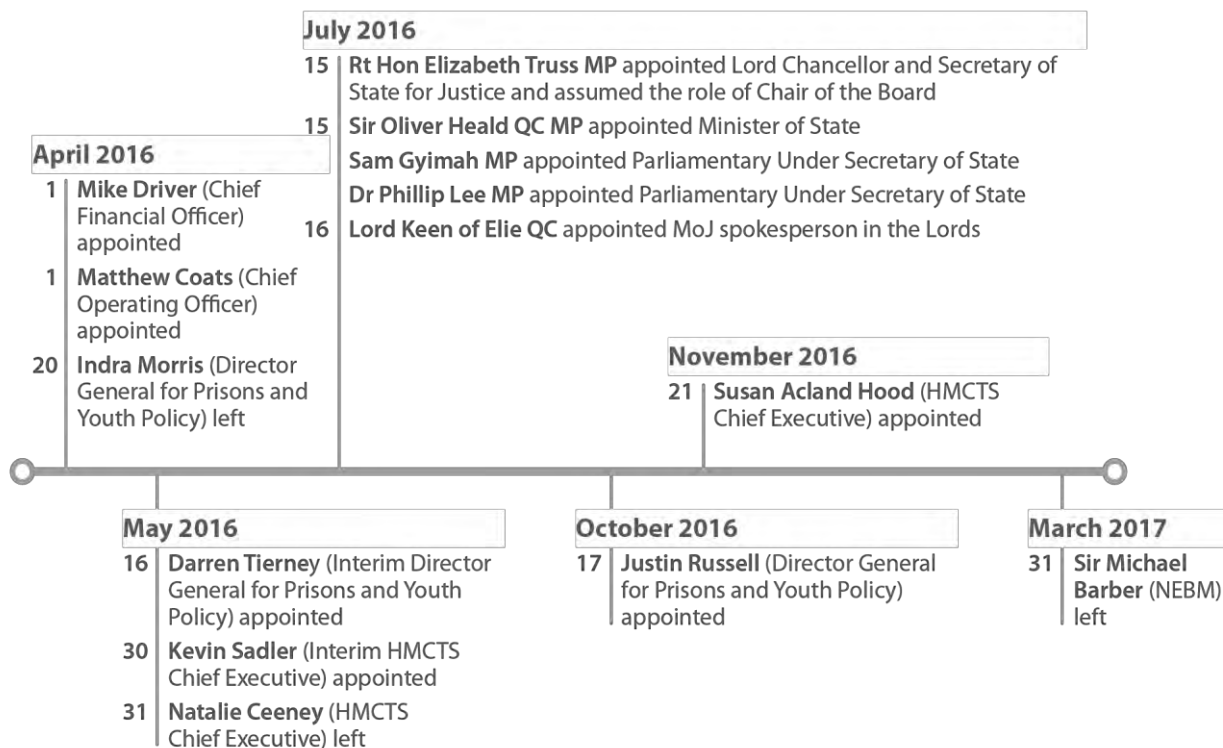 April 2016
1 Mike Driver (Chief
Financial Officer)
appointed
1 Matthew Coats (Chief
Operating Officer)
appointed
20 Indra Morris (Director
General for Prisons and
Youth Policy) left
May 2016
16 Darren Tierney (Interim Director
General for Prisons and Youth
Policy) appointed
30 Kevin Sadler (Interim HMCTS
Chief Executive) appointed
31 Natalie Ceeney (HMCTS
Chief Executive) left
July 2016
15 Rt Hon Elizabeth Truss MP appointed Lord Chancellor and Secretary of
State for Justice and assumed the role of Chair of the Board
15 Sir Oliver Heald QC MP appointed Minister of State
Sam Gyimah MP appointed Parliamentary Under Secretary of State
Dr Phillip Lee MP appointed Parliamentary Under Secretary of State
16 Lord Keen of Elie QC appointed MoJ spokesperson in the Lords
October 2016
17 Justin Russell (Director General
for Prisons and Youth Policy)
appointed
November 2016
21 Susan Acland Hood (HMCTS
Chief Executive) appointed
March 2017
31 Sir Michael
Barber (NEBM)
left